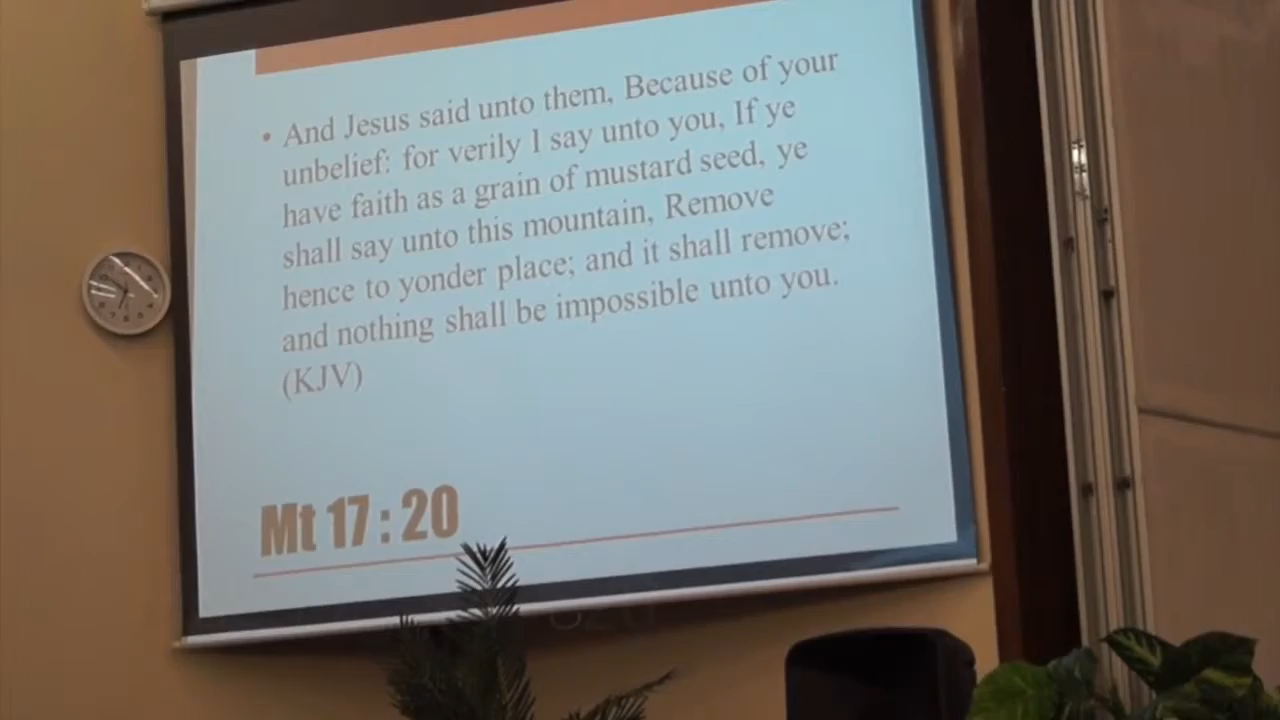 • And Jesus said unto them, Because of your
unbelief: for verily I say unto you, If ye
have faith as a grain of mustard seed, ye
shall say unto this mountain, Remove
hence to yonder place; and it shall remove;
and nothing shall be impossible unto you.
(KJV)
Mt 17 : 20